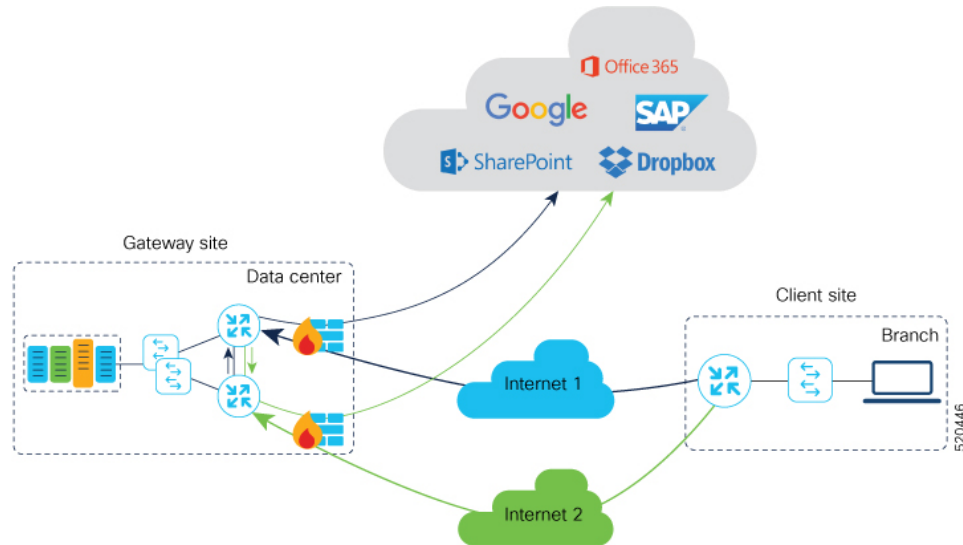 Office 365
Google
SAP
S SharePoint
Dropbox
Gateway site
Data center
Client site
Branch
Internet 1
Internet 2
520446